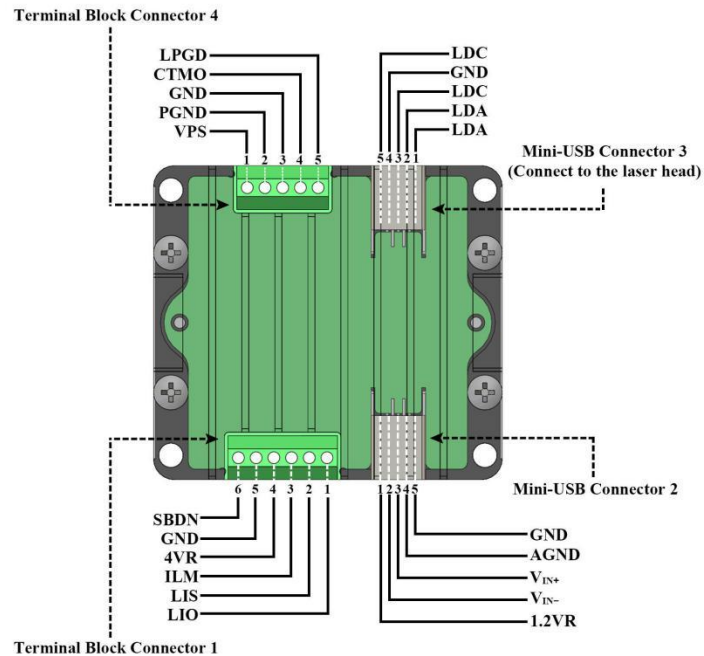 Terminal Block Connector 4
LPGD
CTMO
GND
PGND
VPS
1 2 3 4 5
LDC
GND
LDC
LDA
LDA
5 4 3 2 1
Mini-USB Connector 3
(Connect to the laser head)
6 5 4 3 2 1
SBDN
GND
4VR
ILM
LIS
LIO
Terminal Block Connector 1
1 2 3 4 5
Mini-USB Connector 2
GND
AGND
VIN+
VIN−
1.2VR